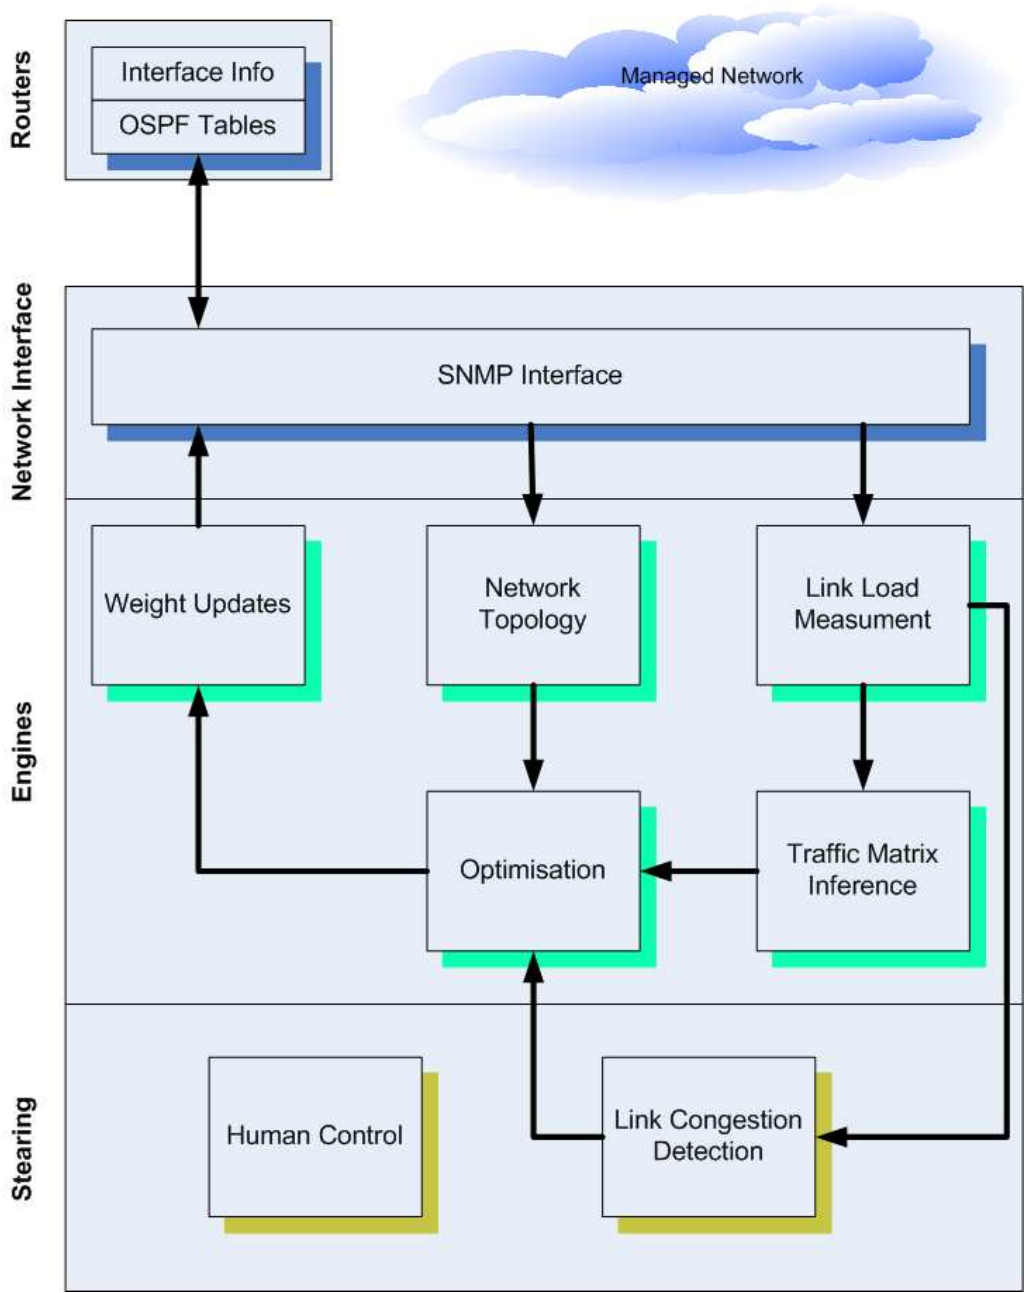 Routers
Interface Info
OSPF Tables
Managed Network
Network Interface
SNMP Interface
Engines
Weight Updates
Network
Topology
Link Load
Measument
Optimisation
Traffic Matrix
Inference
Stearing
Human Control
Link Congestion
Detection